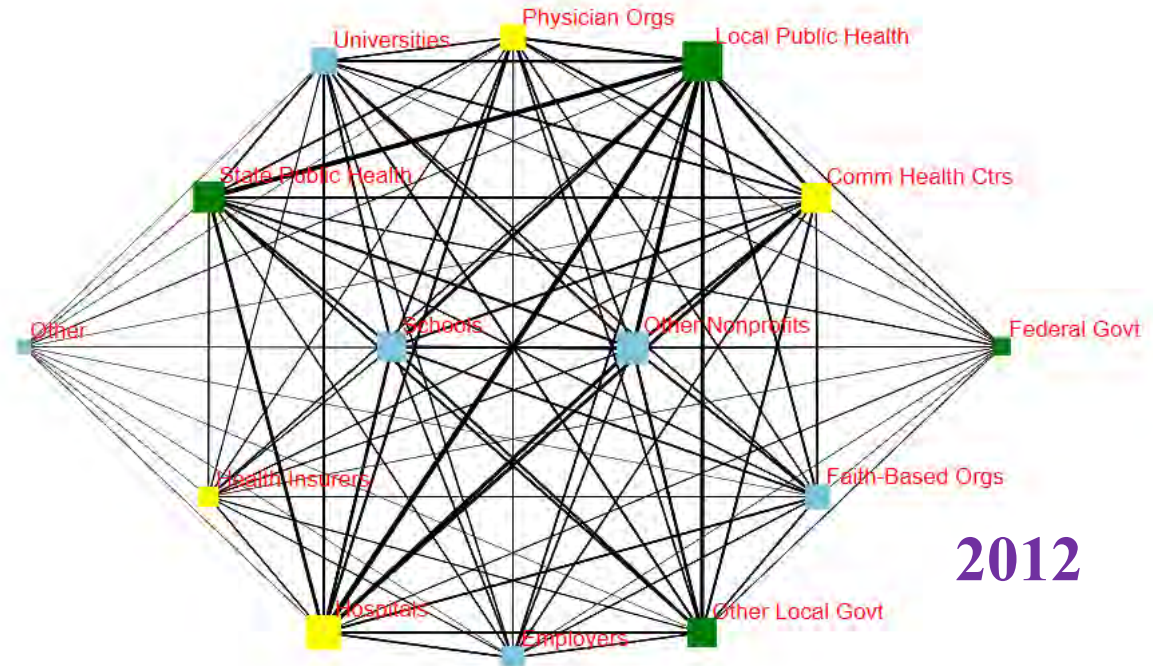 Physician Orgs
Universities
Local Public Health
State Public Health
Comm Health Ctrs
Other
Schools
Other Nonprofits
Federal Govt
Health Insurers
Faith-Based Orgs
2012
Hospitals
Other Local Govt
Employers